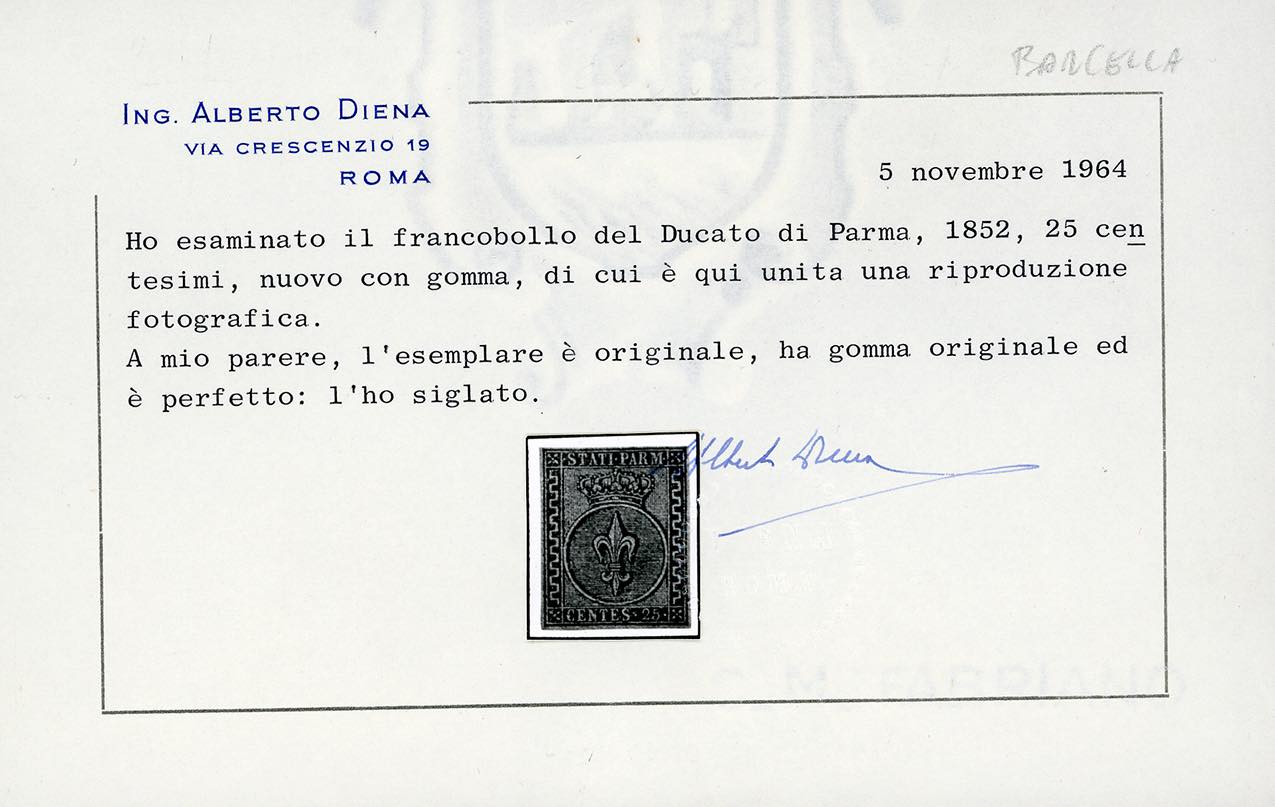 BARCELLA
ING. ALBERTO DIENA
VIA CRESCENZIO 19
ROMA
5 novembre 1964
Ho esaminato il francobollo del Ducato di Parma, 1852, 25 cen
tesimi, nuovo con gomma, di cui è qui unita una riproduzione
fotografica.
A mio parere, l'esemplare è originale, ha gomma originale ed
è perfetto: l'ho siglato.
Alberto Diena
STATI PARM
CENTES 25